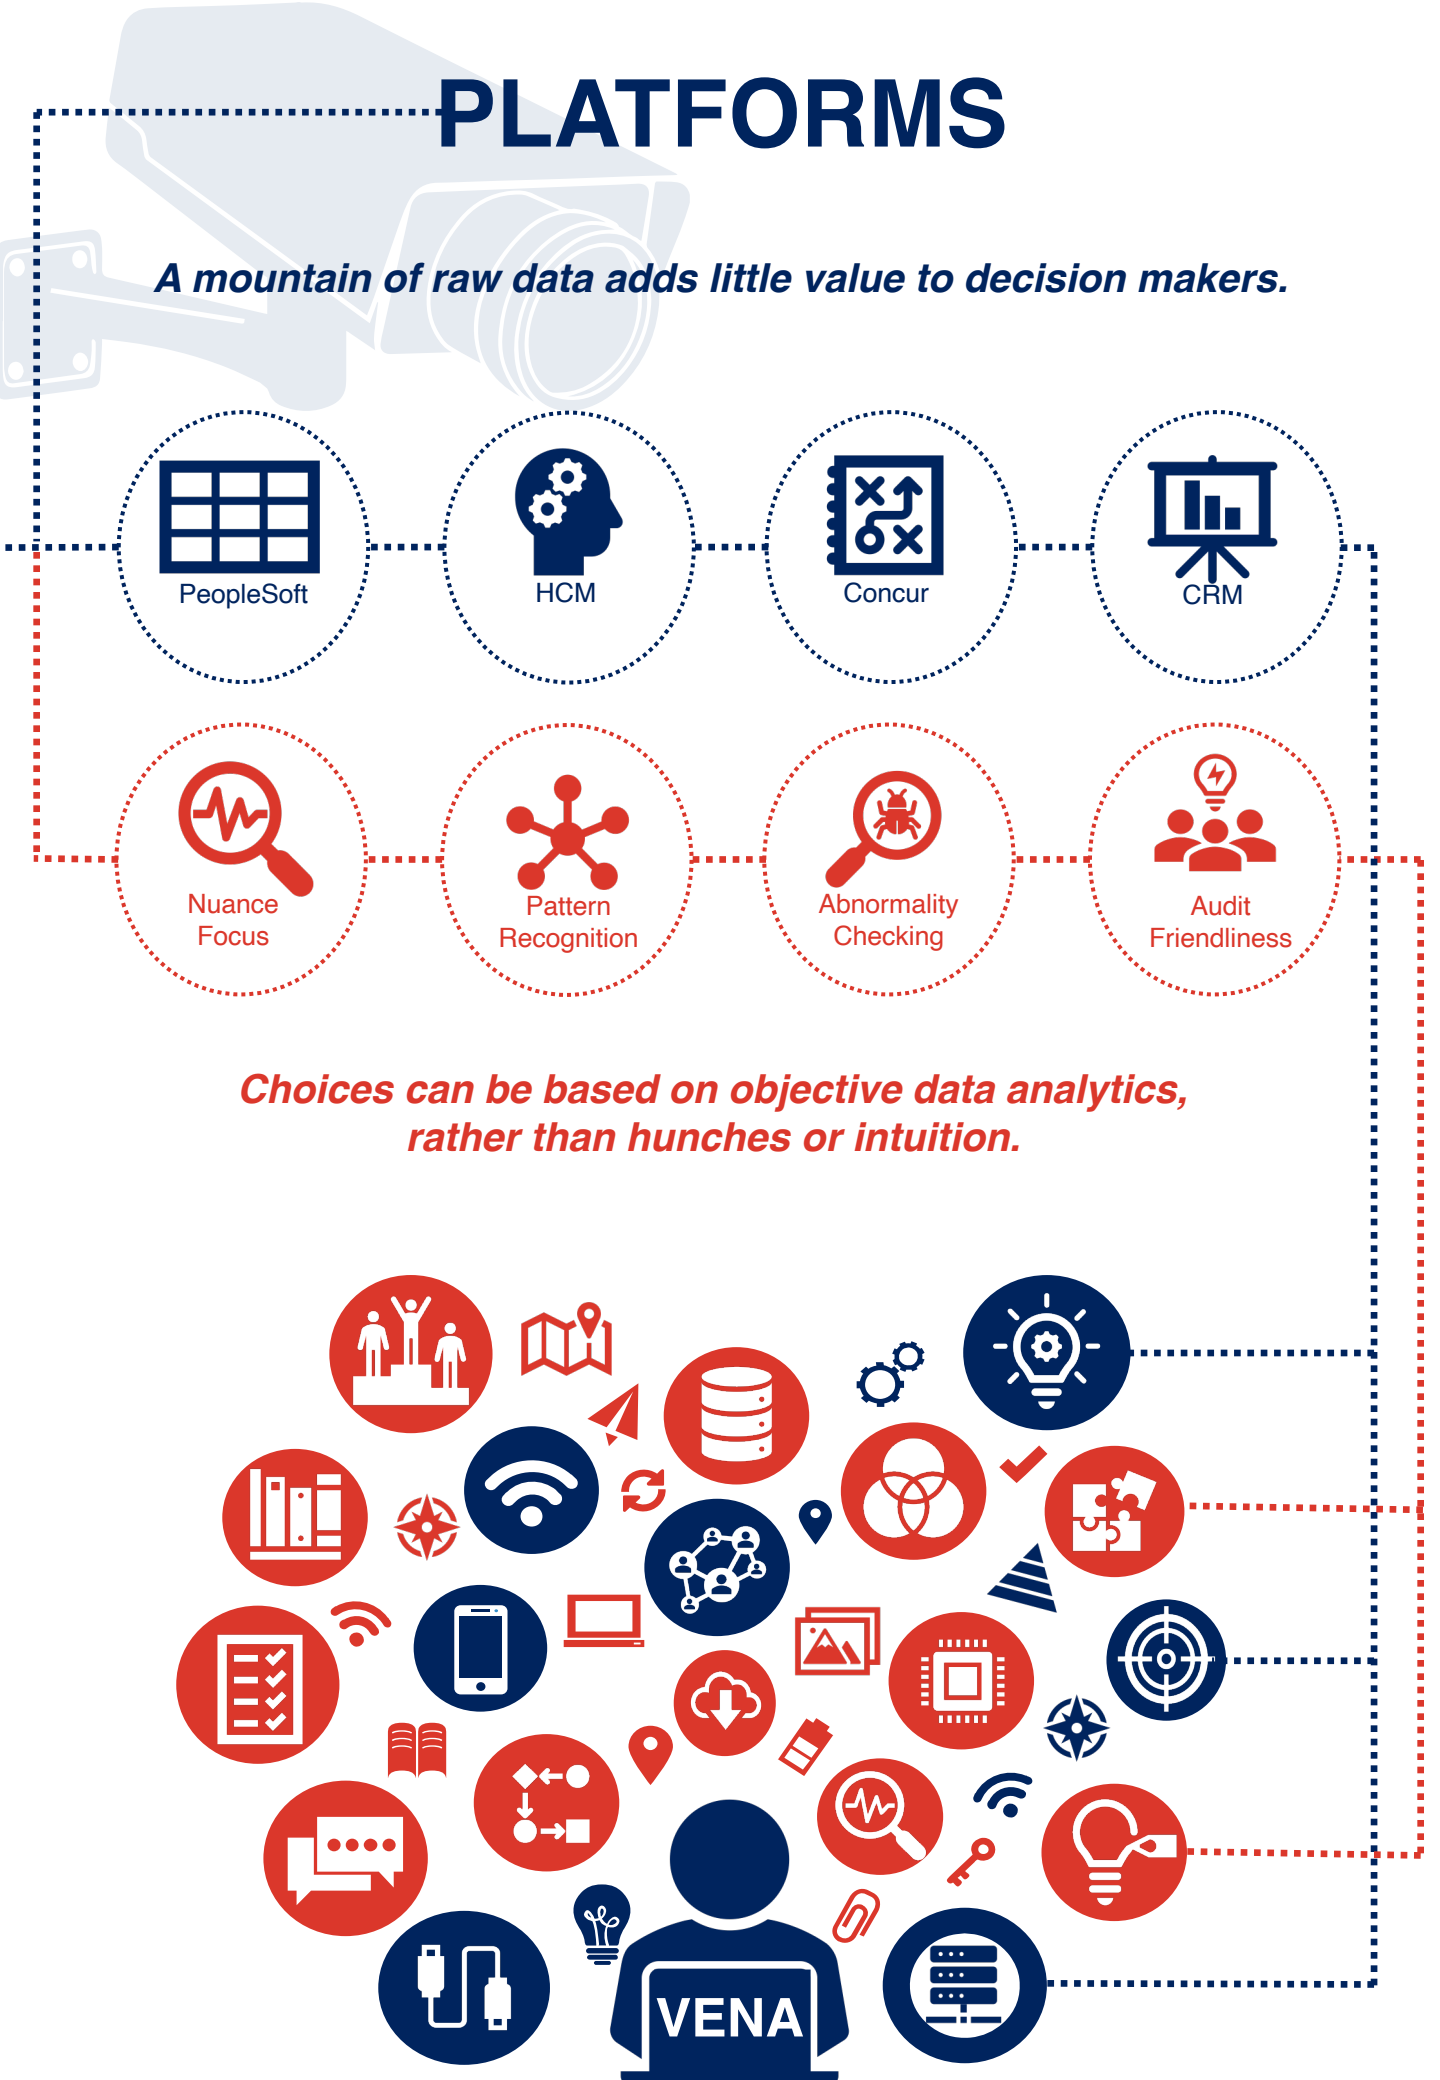 PLATFORMS
A mountain of raw data adds little value to decision makers.
PeopleSoft
HCM
Concur
CRM
Nuance
Focus
Pattern
Recognition
Abnormality
Checking
Audit
Friendliness
Choices can be based on objective data analytics,
rather than hunches or intuition.
VENA